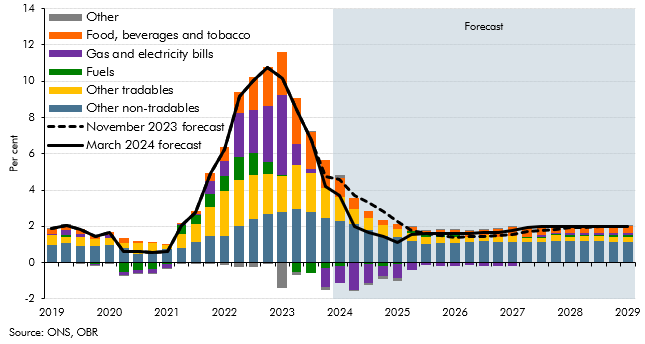 14
12
10
8
6
4
2
0
-2
Per cent
Other
Food, beverages and tobacco
Gas and electricity bills
Fuels
Other tradables
Other non-tradables
November 2023 forecast
March 2024 forecast
Forecast
2019 2020 2021 2022 2023 2024 2025 2026 2027 2028 2029
Source: ONS, OBR